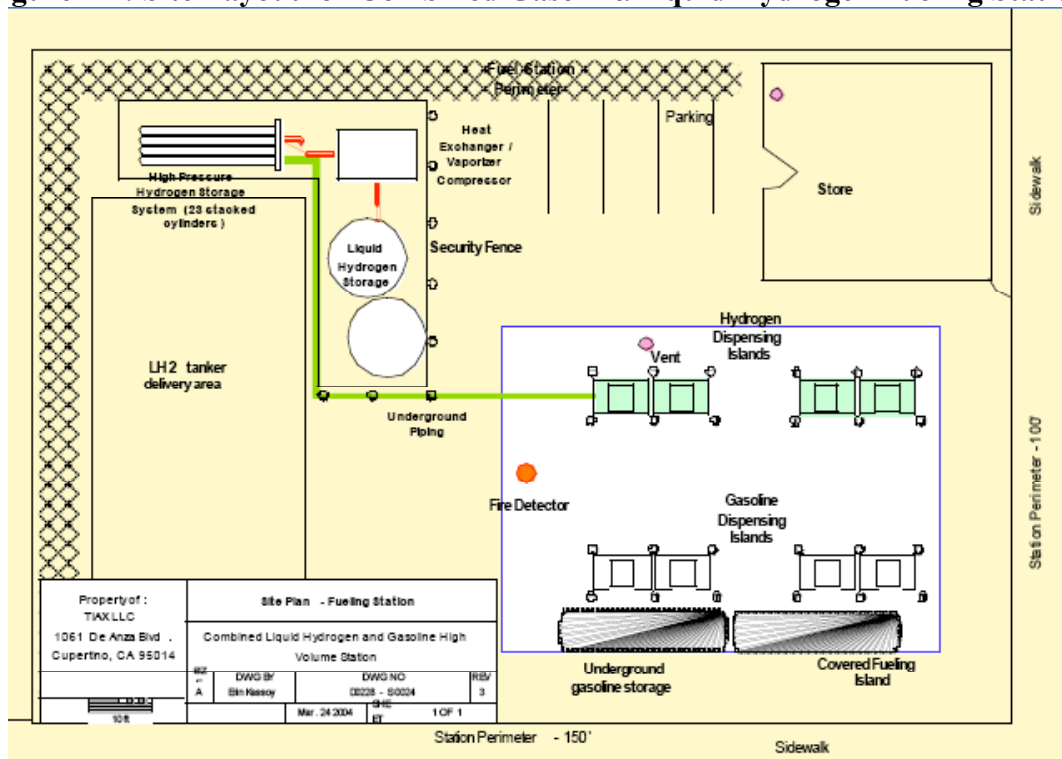 Fuel Station
Perimeter
Parking
Heat
Exchanger /
Vaporizer
Compressor
High Pressure
Hydrogen Storage
System (23 stacked
cylinders )
Store
Sidewalk
Liquid
Hydrogen
Storage
Security Fence
Hydrogen
Dispensing
Islands
Vent
LH2 tanker
delivery area
Underground
Piping
Station Perimeter - 100'
Fire Detector
Gasoline
Dispensing
Islands
Property of :
TIAX LLC
1061 De Anza Blvd .
Cupertino, CA 95014
Site Plan - Fueling Station
Combined Liquid Hydrogen and Gasoline High
Volume Station
A
DWG BY
DWG NO
REV
3
Mar. 24 2004
1 OF 1
10 ft
Underground
gasoline storage
Covered Fueling
Island
Station Perimeter - 150'
Sidewalk